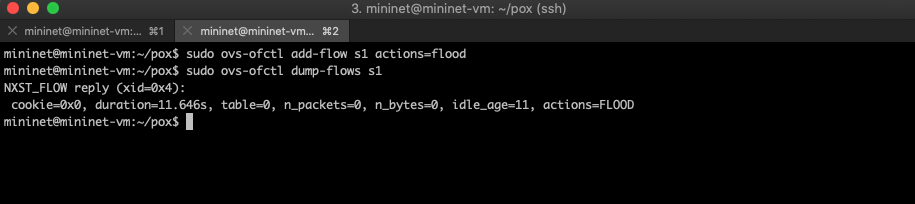 3. mininet@mininet-vm: ~/pox (ssh)
mininet@mininet-vm:... ⌘1
mininet@mininet-vm... ⌘2
mininet@mininet-vm:~/pox$ sudo ovs-ofctl add-flow s1 actions=flood
mininet@mininet-vm:~/pox$ sudo ovs-ofctl dump-flows s1
NXST_FLOW reply (xid=0x4):
 cookie=0x0, duration=11.646s, table=0, n_packets=0, n_bytes=0, idle_age=11, actions=FLOOD
mininet@mininet-vm:~/pox$